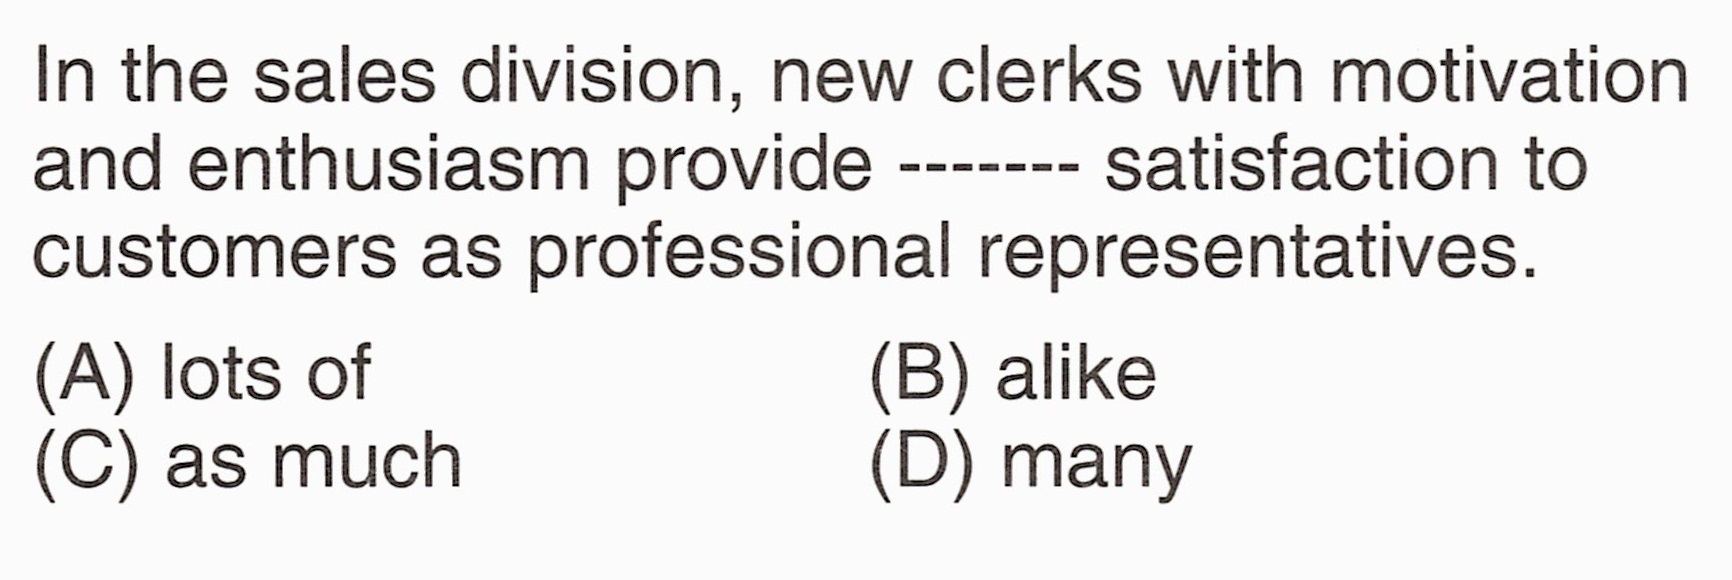 In the sales division, new clerks with motivation
and enthusiasm provide ------- satisfaction to
customers as professional representatives.
(A) lots of (B) alike
(C) as much (D) many